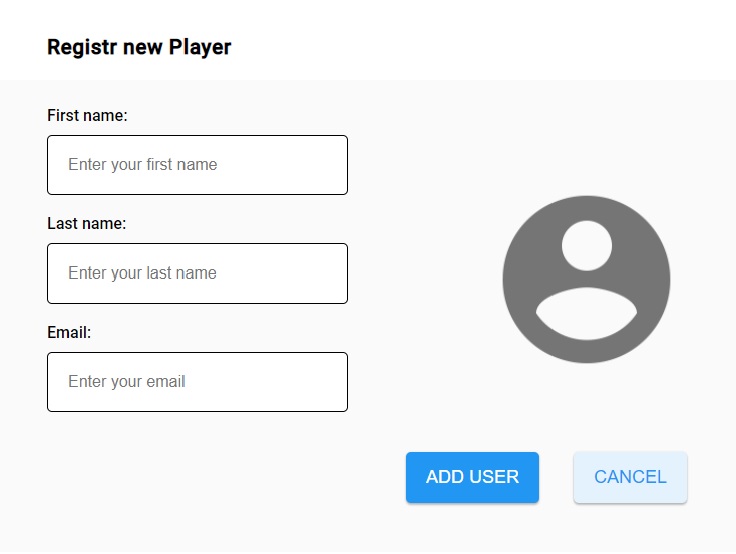 Registr new Player
First name:
Enter your first name
Last name:
Enter your last name
Email:
Enter your email
ADD USER
CANCEL